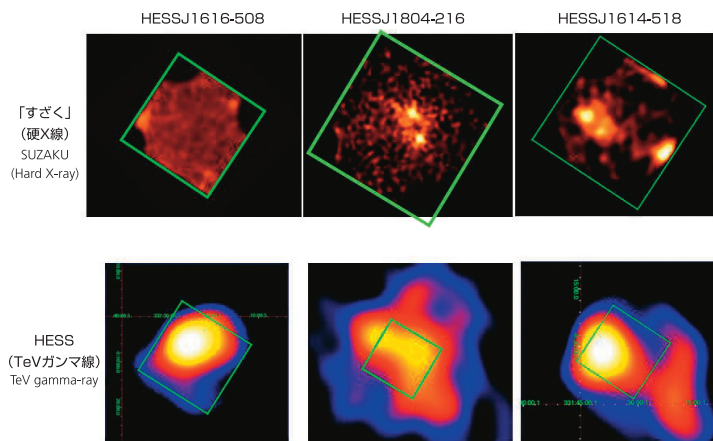 HESSJ1616-508
HESSJ1804-216
HESSJ1614-518
「すざく」
(硬X線)
SUZAKU
(Hard X-ray)
HESS
(TeVガンマ線)
TeV gamma-ray